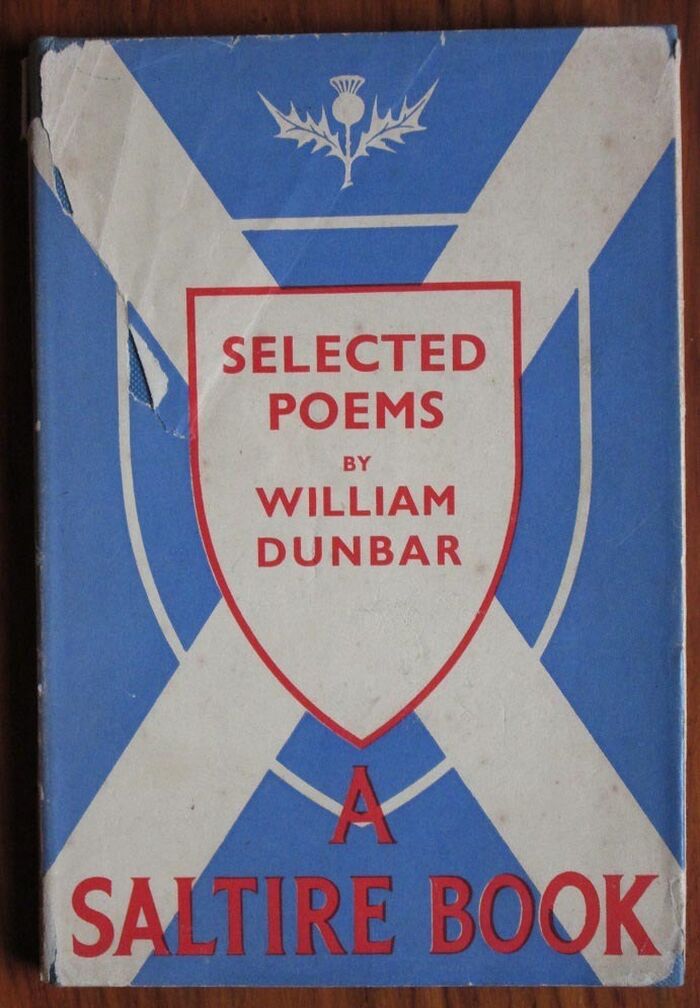 SELECTED
POEMS
BY
WILLIAM
DUNBAR
A
SALTIRE BOOK